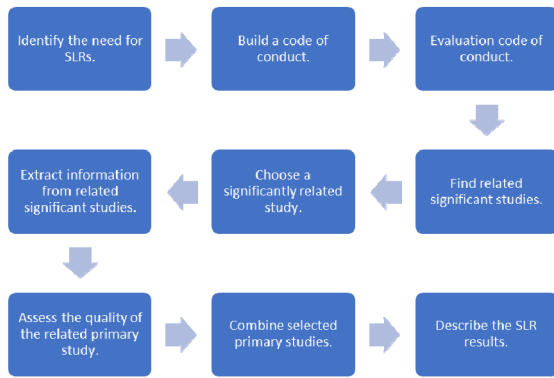 Identify the need for
SLRs.
Build a code of
conduct.
Evaluation code of
conduct.
Find related
significant studies.
Choose a
significantly related
study.
Extract information
from related
significant studies.
Assess the quality of
the related primary
study.
Combine selected
primary studies.
Describe the SLR
results.